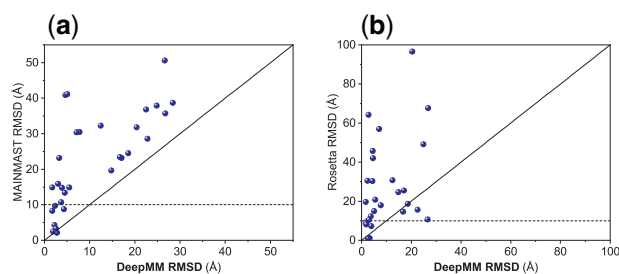 (a)
60
50
40
30
20
10
0
MAINMAST RMSD (Å)
0 10 20 30 40 50
DeepMM RMSD (Å)
(b)
100
80
60
40
20
0
Rosetta RMSD (Å)
0 20 40 60 80 100
DeepMM RMSD (Å)